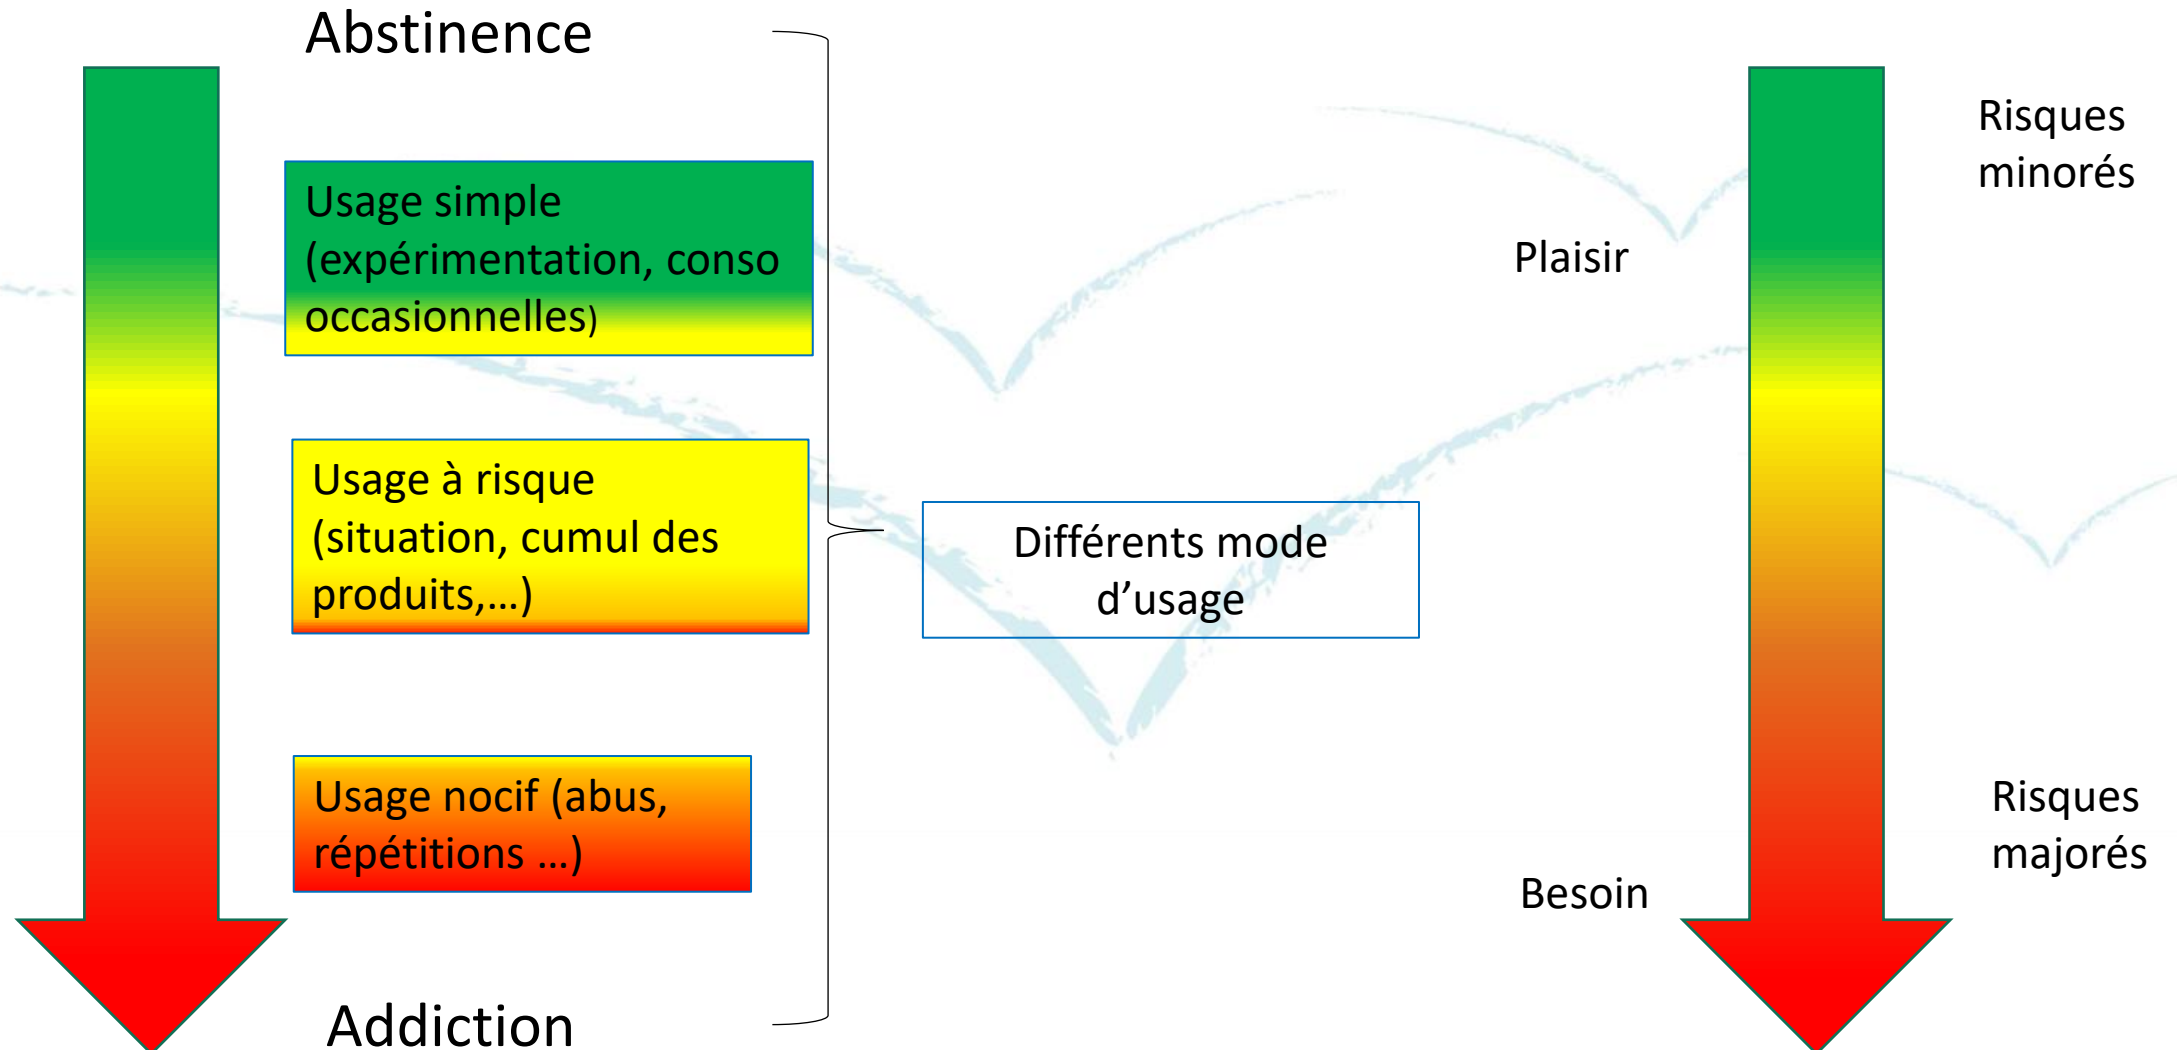 Abstinence
Usage simple
(expérimentation, conso
occasionnelles)
Usage à risque
(situation, cumul des
produits,…)
Usage nocif (abus,
répétitions …)
Addiction
Différents mode
d’usage
Plaisir
Besoin
Risques
minorés
Risques
majorés